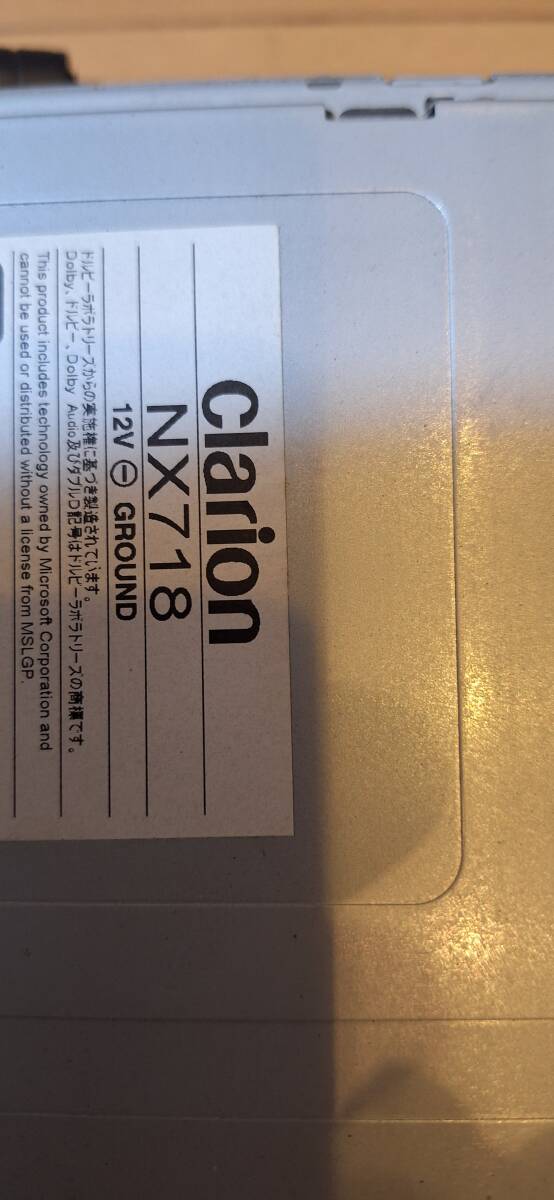 clarion
NX718
12V ⊖ GROUND
ドルビーラボラトリーズからの実施権に基づき製造されています。
Dolby、ドルビー、Dolby Audio及びダブルD記号はドルビーラボラトリーズの商標です。
This product includes technology owned by Microsoft Corporation and
cannot be used or distributed without a license from MSLGP.